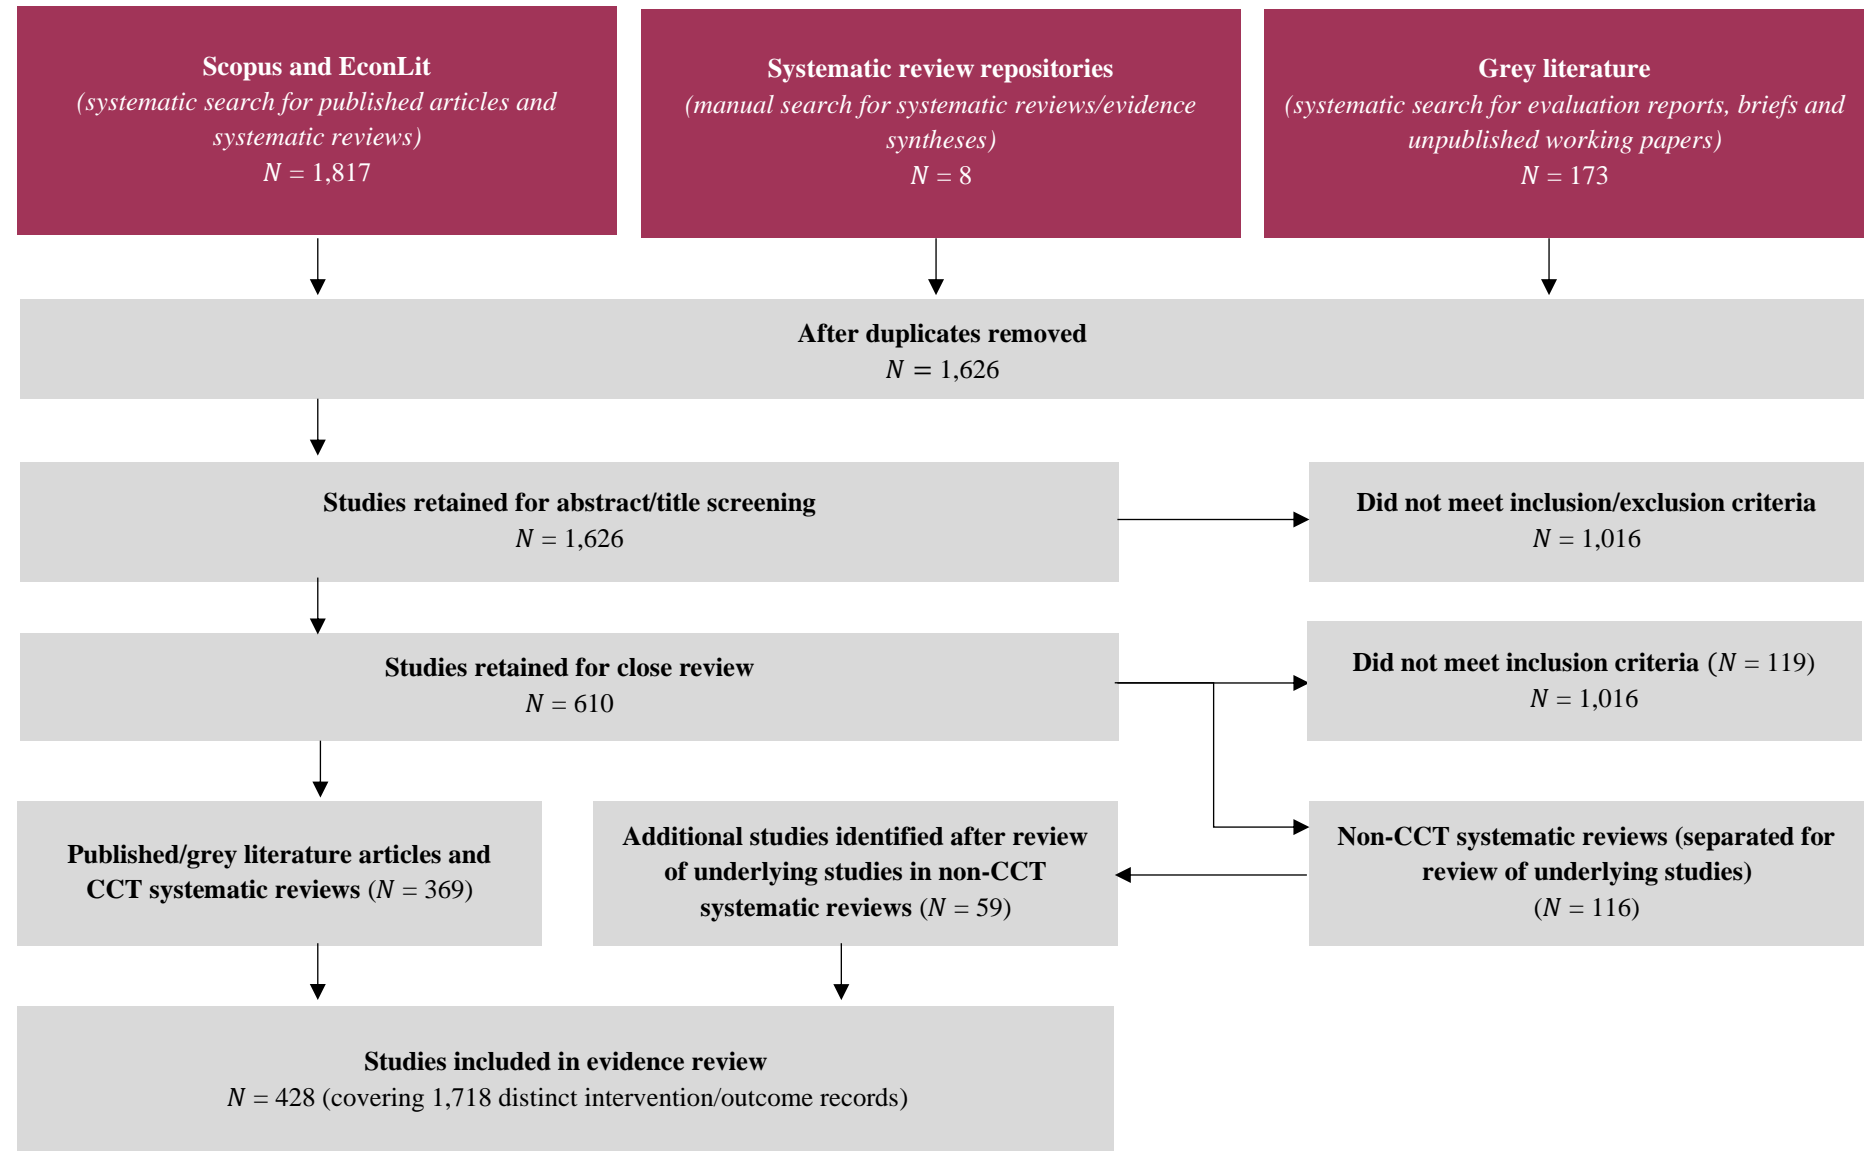 Scopus and EconLit
(systematic search for published articles and
systematic reviews)
N = 1,817
Systematic review repositories
(manual search for systematic reviews/evidence
syntheses)
N = 8
Grey literature
(systematic search for evaluation reports, briefs and
unpublished working papers)
N = 173
After duplicates removed
N = 1,626
Studies retained for abstract/title screening
N = 1,626
Did not meet inclusion/exclusion criteria
N = 1,016
Studies retained for close review
N = 610
Did not meet inclusion criteria (N = 119)
N = 1,016
Published/grey literature articles and
CCT systematic reviews (N = 369)
Additional studies identified after review
of underlying studies in non-CCT
systematic reviews (N = 59)
Non-CCT systematic reviews (separated for
review of underlying studies)
(N = 116)
Studies included in evidence review
N = 428 (covering 1,718 distinct intervention/outcome records)